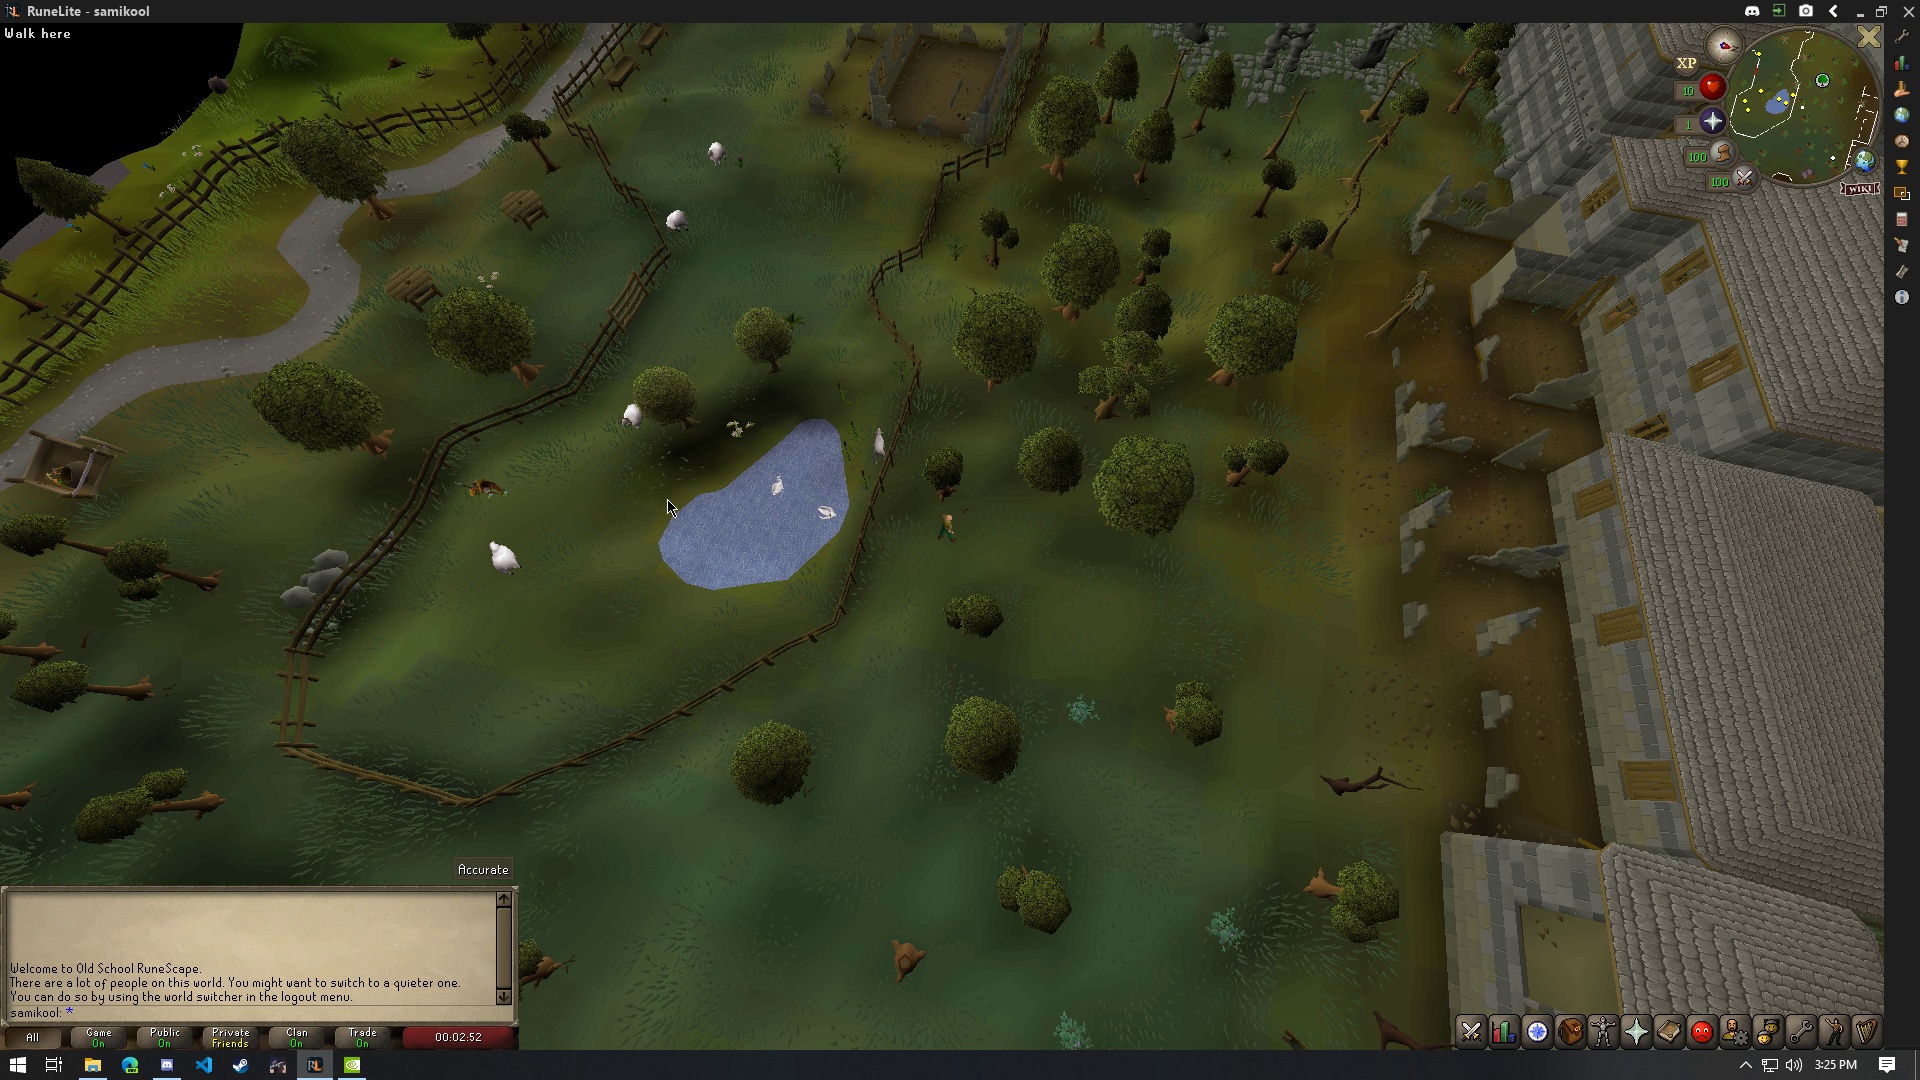 RuneLite - samikool
Walk here
XP
10
1
100
100
WIKI
Accurate
Welcome to Old School RuneScape.
There are a lot of people on this world. You might want to switch to a quieter one.
You can do so by using the world switcher in the logout menu.
samikool: *
All
Game
On
Public
On
Private
Friends
Clan
On
Trade
On
00:02:52
3:25 PM